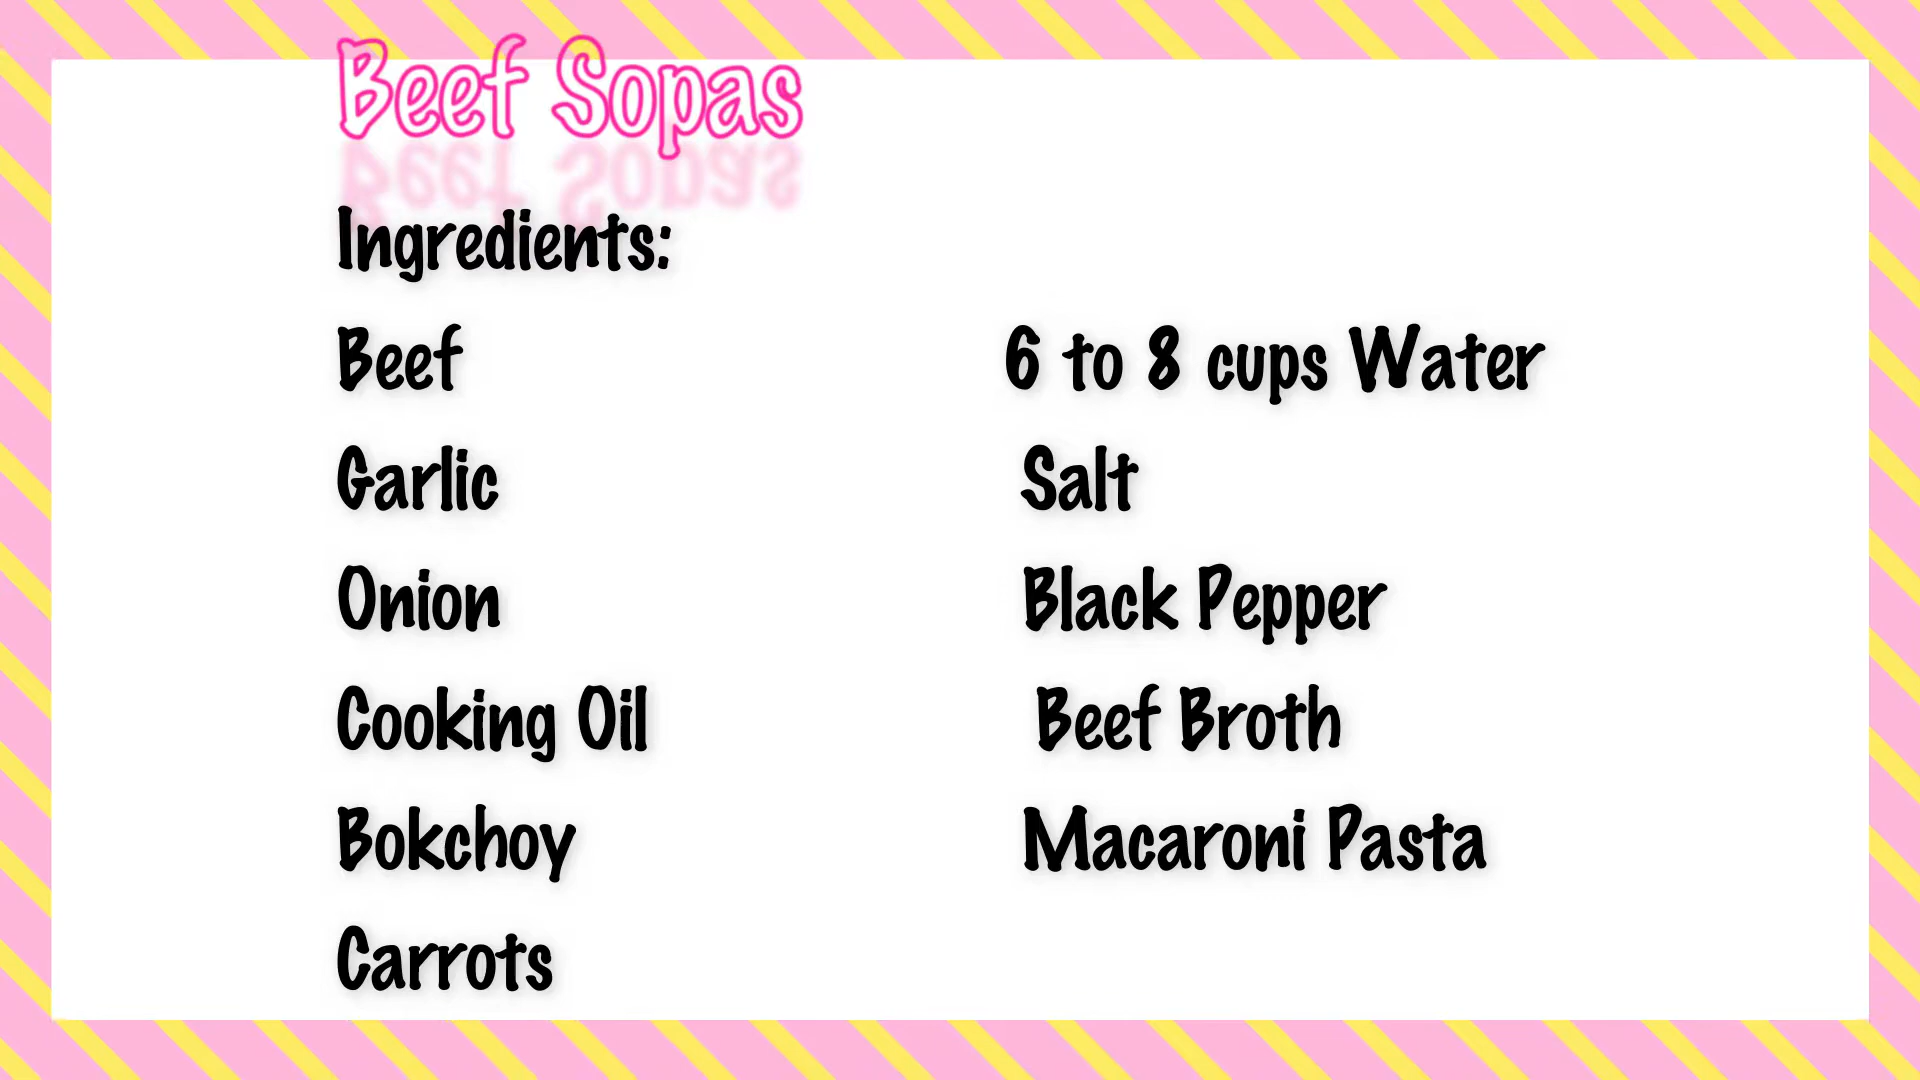 Beef Sopas
Ingredients:
Beef
Garlic
Onion
Cooking Oil
Bokchoy
Carrots
6 to 8 cups Water
Salt
Black Pepper
Beef Broth
Macaroni Pasta